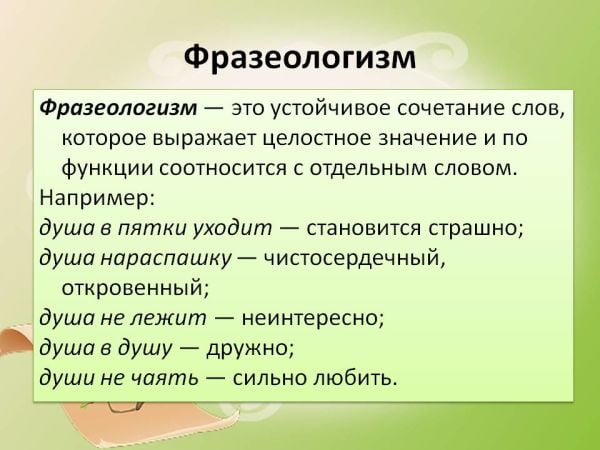 Фразеологизм
Фразеологизм — это устойчивое сочетание слов,
которое выражает целостное значение и по
функции соотносится с отдельным словом.
Например:
душа в пятки уходит — становится страшно;
душа нараспашку — чистосердечный,
откровенный;
душа не лежит — неинтересно;
душа в душу — дружно;
души не чаять — сильно любить.